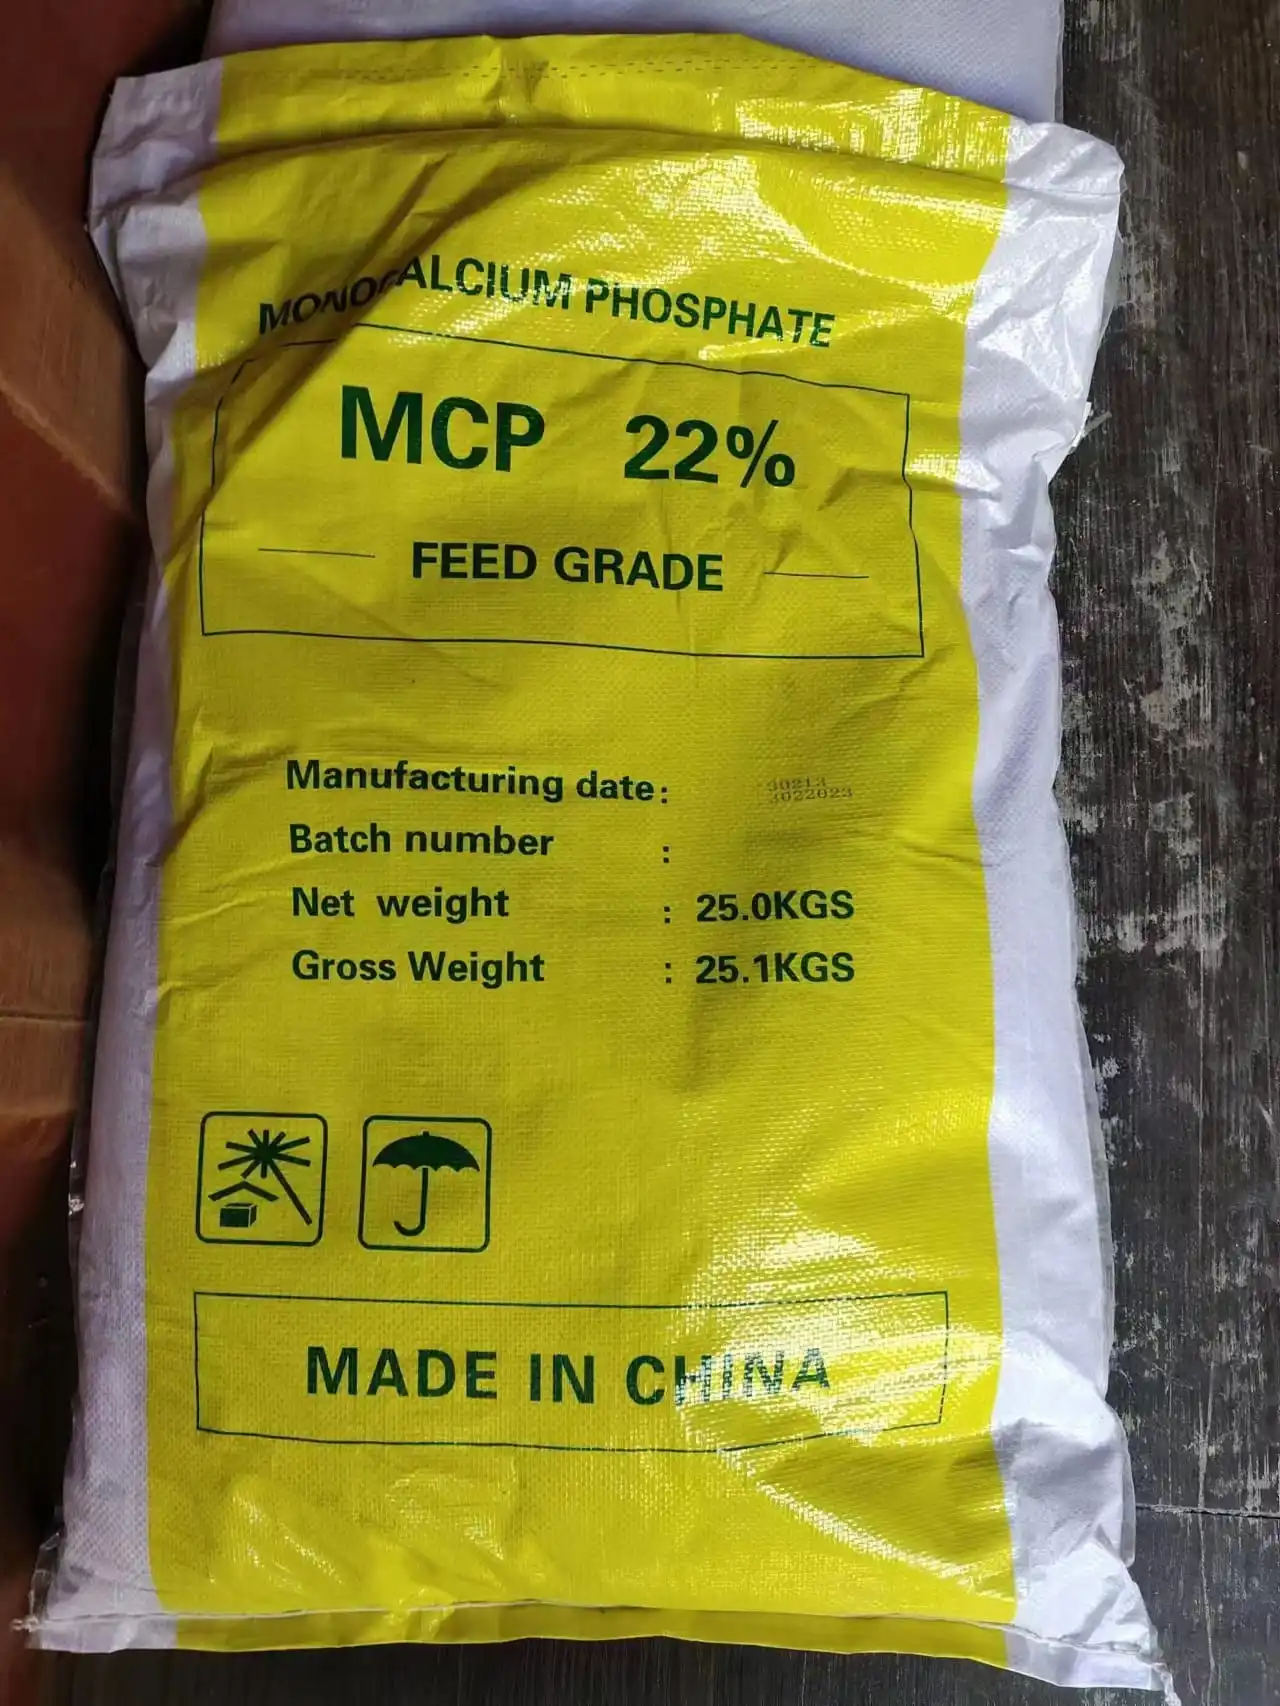 MONOCALCIUM PHOSPHATE
MCP 22%
FEED GRADE
Manufacturing date:
Batch number :
Net weight : 25.0KGS
Gross Weight : 25.1KGS
MADE IN CHINA